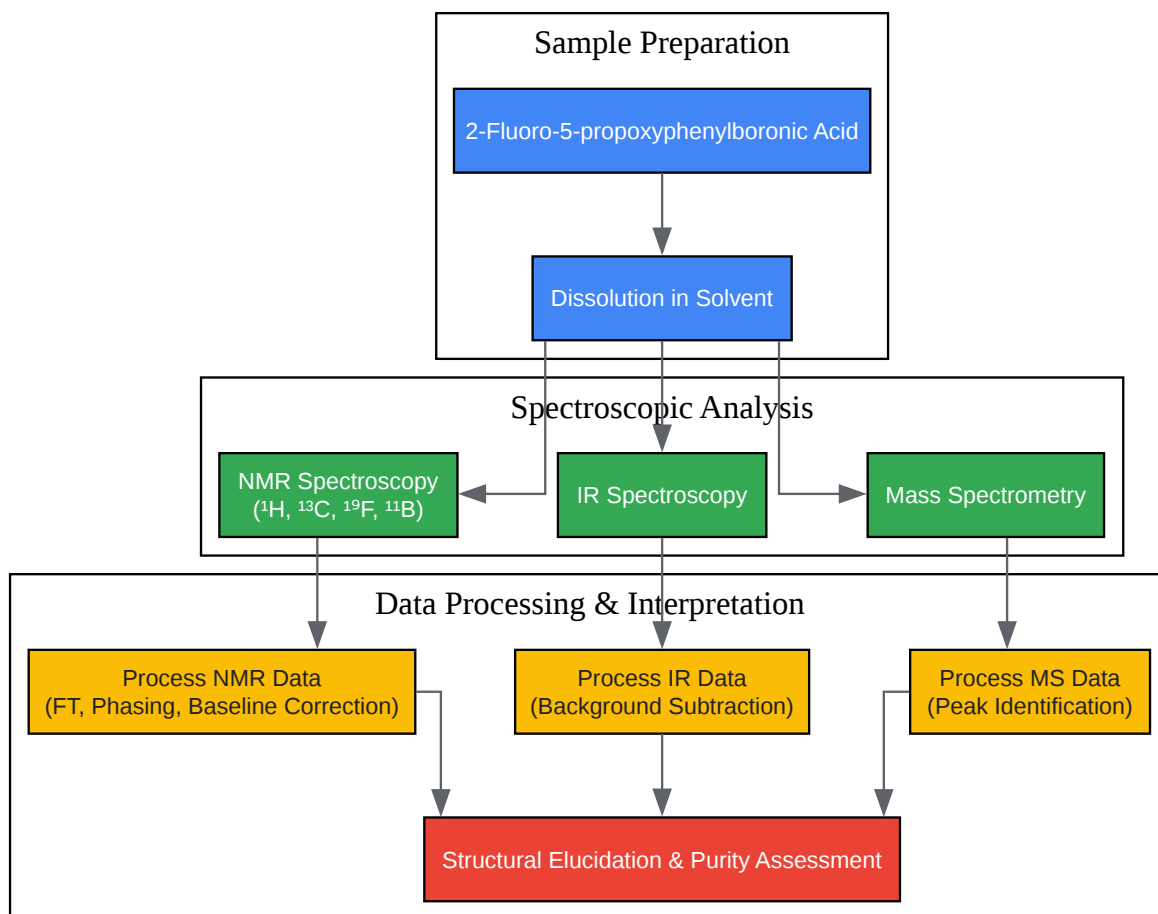 Sample Preparation
2-Fluoro-5-propoxyphenylboronic Acid
Dissolution in Solvent
Spectroscopic Analysis
NMR Spectroscopy
(¹H, ¹³C, ¹⁹F, ¹¹B)
IR Spectroscopy
Mass Spectrometry
Data Processing & Interpretation
Process NMR Data
(FT, Phasing, Baseline Correction)
Process IR Data
(Background Subtraction)
Process MS Data
(Peak Identification)
Structural Elucidation & Purity Assessment